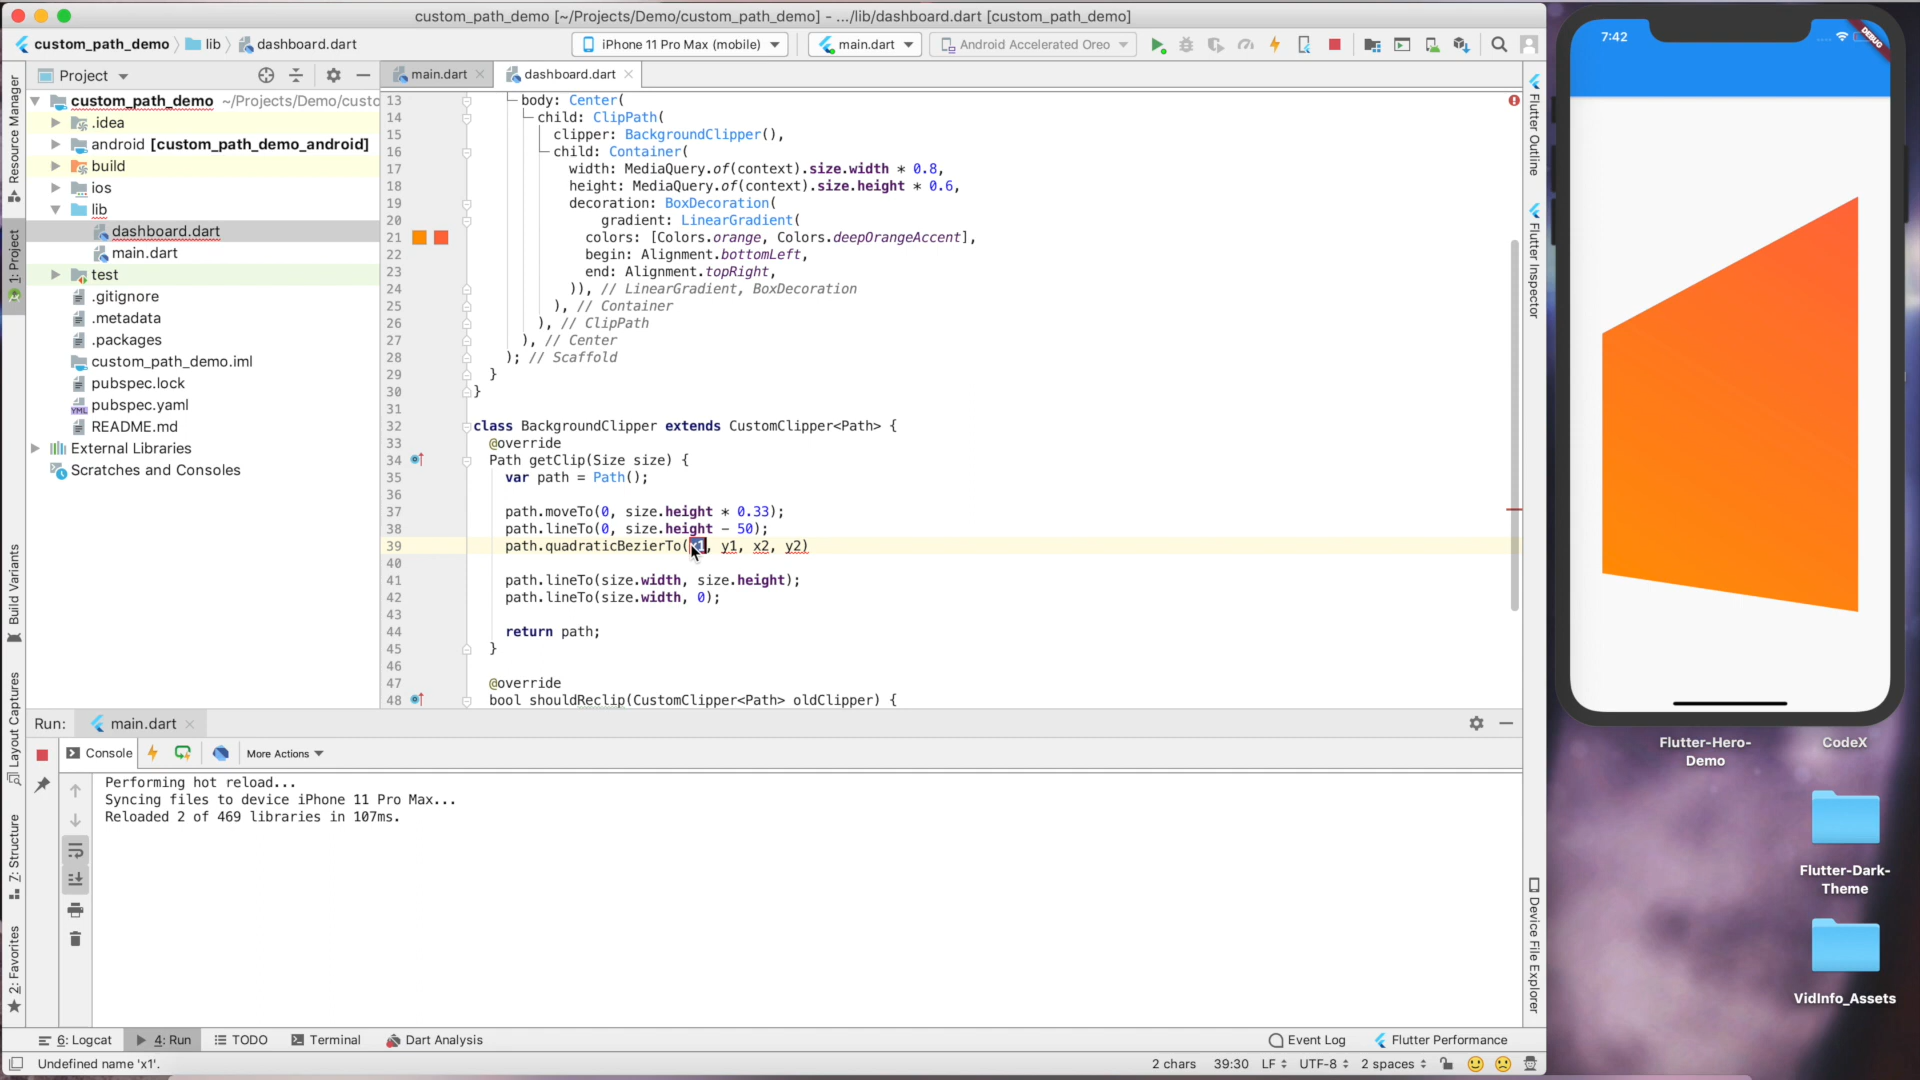 custom_path_demo [~/Projects/Demo/custom_path_demo] - .../lib/dashboard.dart [custom_path_demo]
custom_path_demo lib dashboard.dart
iPhone 11 Pro Max (mobile) main.dart Android Accelerated Oreo
Project
main.dart dashboard.dart
custom_path_demo ~/Projects/Demo/custo
.idea
android [custom_path_demo_android]
build
ios
lib
dashboard.dart
main.dart
test
.gitignore
.metadata
.packages
custom_path_demo.iml
pubspec.lock
pubspec.yaml
README.md
External Libraries
Scratches and Consoles
Resource Manager
1: Project
Build Variants
Layout Captures
7: Structure
2: Favorites
13 body: Center(
14 child: ClipPath(
15 clipper: BackgroundClipper(),
16 child: Container(
17 width: MediaQuery.of(context).size.width * 0.8,
18 height: MediaQuery.of(context).size.height * 0.6,
19 decoration: BoxDecoration(
20 gradient: LinearGradient(
21 colors: [Colors.orange, Colors.deepOrangeAccent],
22 begin: Alignment.bottomLeft,
23 end: Alignment.topRight,
24 )), // LinearGradient, BoxDecoration
25 ), // Container
26 ), // ClipPath
27 ), // Center
28 ); // Scaffold
29 }
30 }
31
32 class BackgroundClipper extends CustomClipper<Path> {
33 @override
34 Path getClip(Size size) {
35 var path = Path();
36
37 path.moveTo(0, size.height * 0.33);
38 path.lineTo(0, size.height - 50);
39 path.quadraticBezierTo(x1, y1, x2, y2)
40
41 path.lineTo(size.width, size.height);
42 path.lineTo(size.width, 0);
43
44 return path;
45 }
46
47 @override
48 bool shouldReclip(CustomClipper<Path> oldClipper) {
Flutter Outline
Flutter Inspector
Device File Explorer
Run: main.dart
Console More Actions
Performing hot reload...
Syncing files to device iPhone 11 Pro Max...
Reloaded 2 of 469 libraries in 107ms.
6: Logcat 4: Run TODO Terminal Dart Analysis Event Log Flutter Performance
Undefined name 'x1'. 2 chars 39:30 LF UTF-8 2 spaces
7:42
DEBUG
Flutter-Hero-
Demo
CodeX
Flutter-Dark-
Theme
VidInfo_Assets